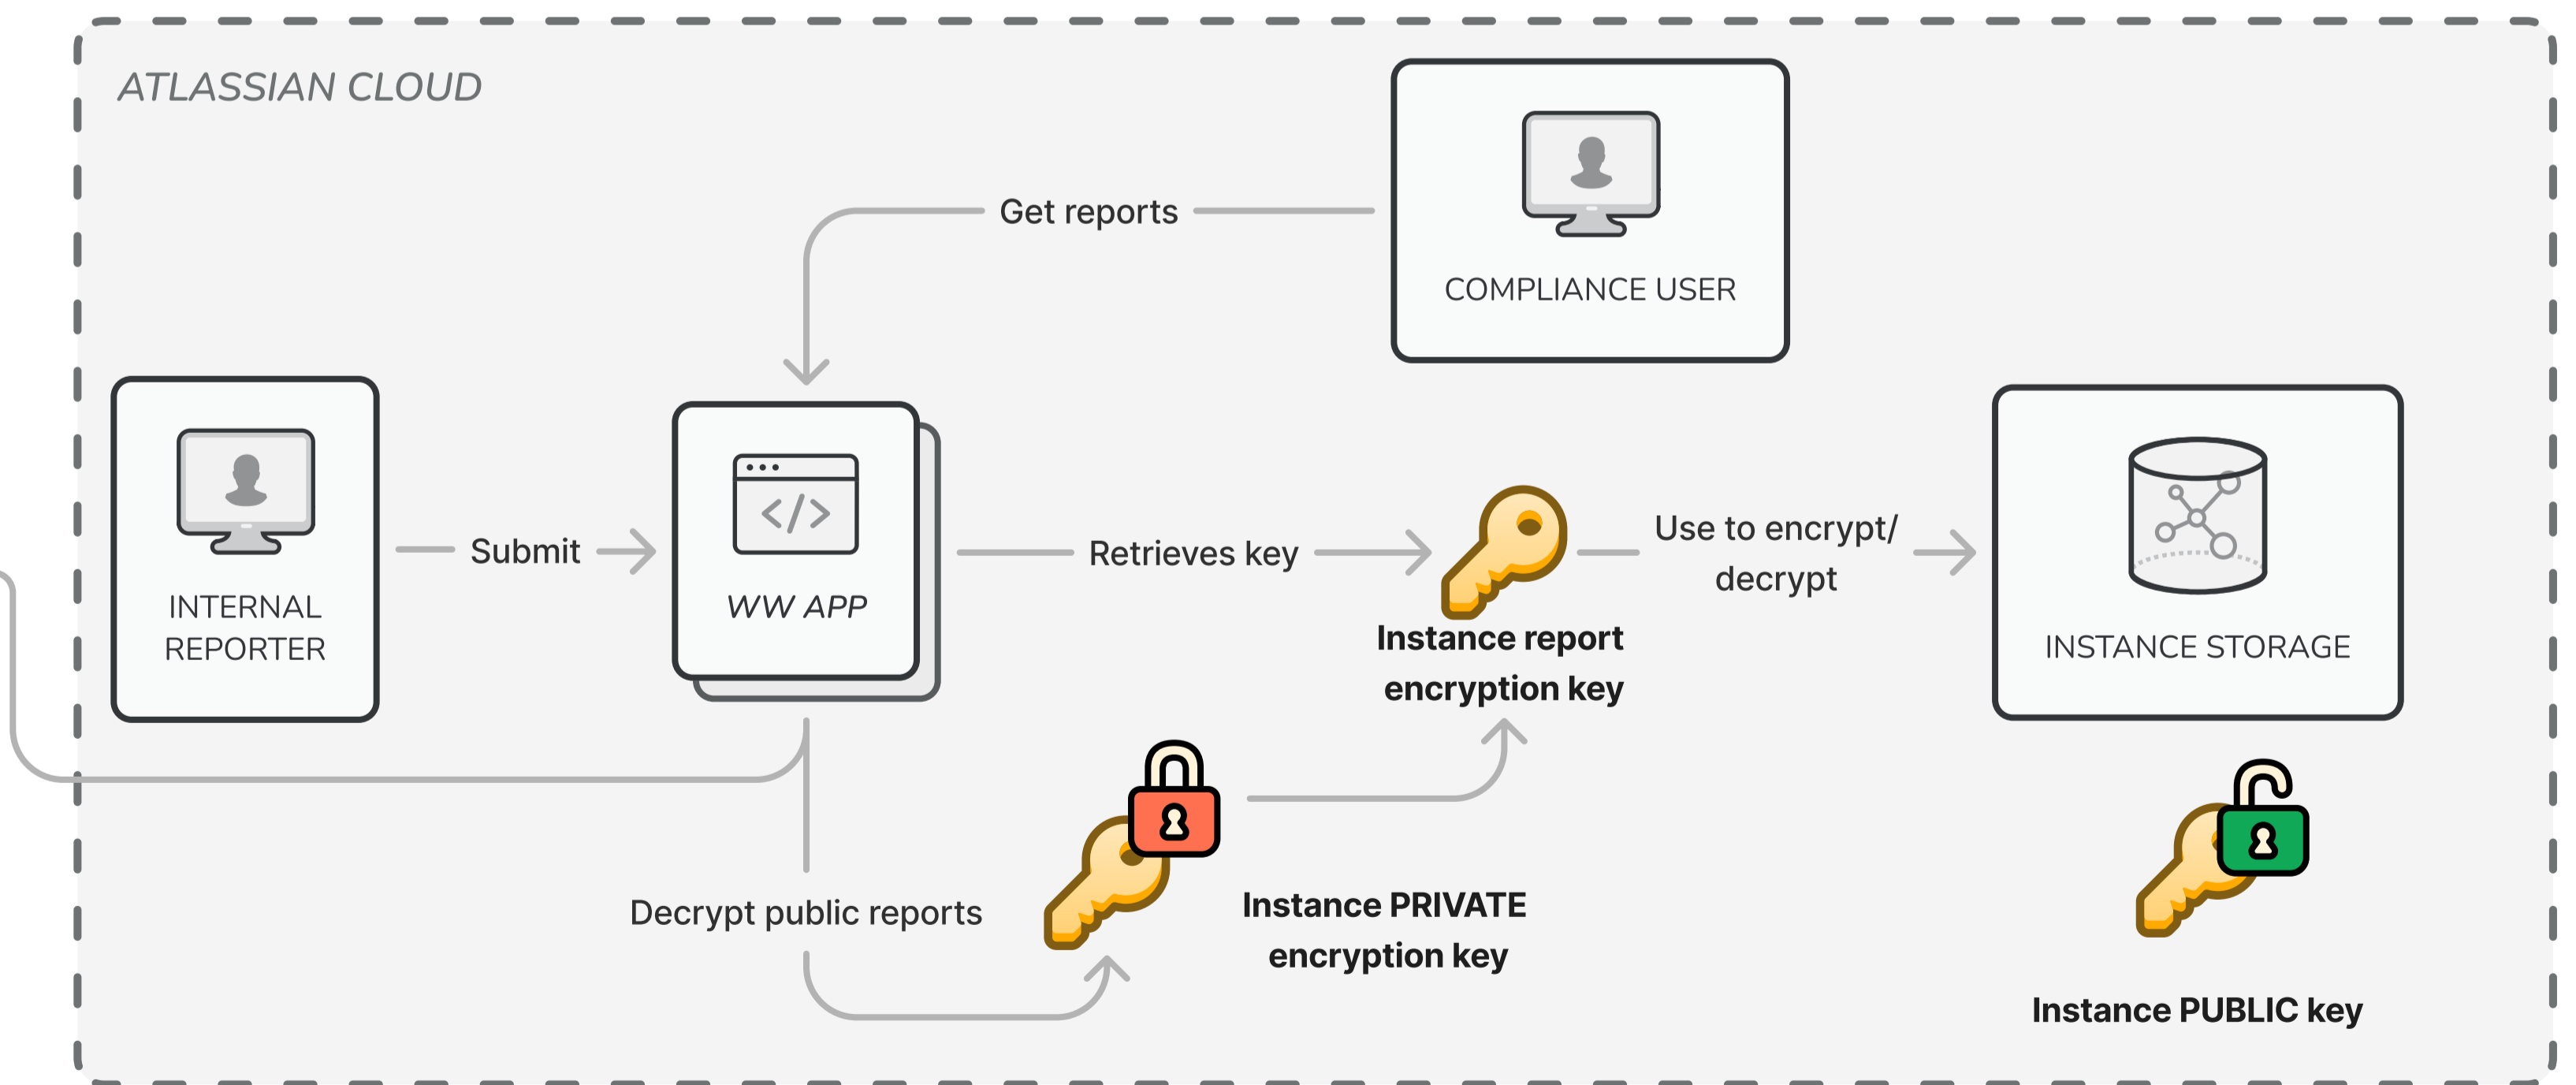 ATLASSIAN CLOUD
COMPLIANCE USER
Get reports
INTERNAL
REPORTER
Submit
WW APP
Retrieves key
Instance report
encryption key
Use to encrypt/
decrypt
INSTANCE STORAGE
Decrypt public reports
Instance PRIVATE
encryption key
Instance PUBLIC key